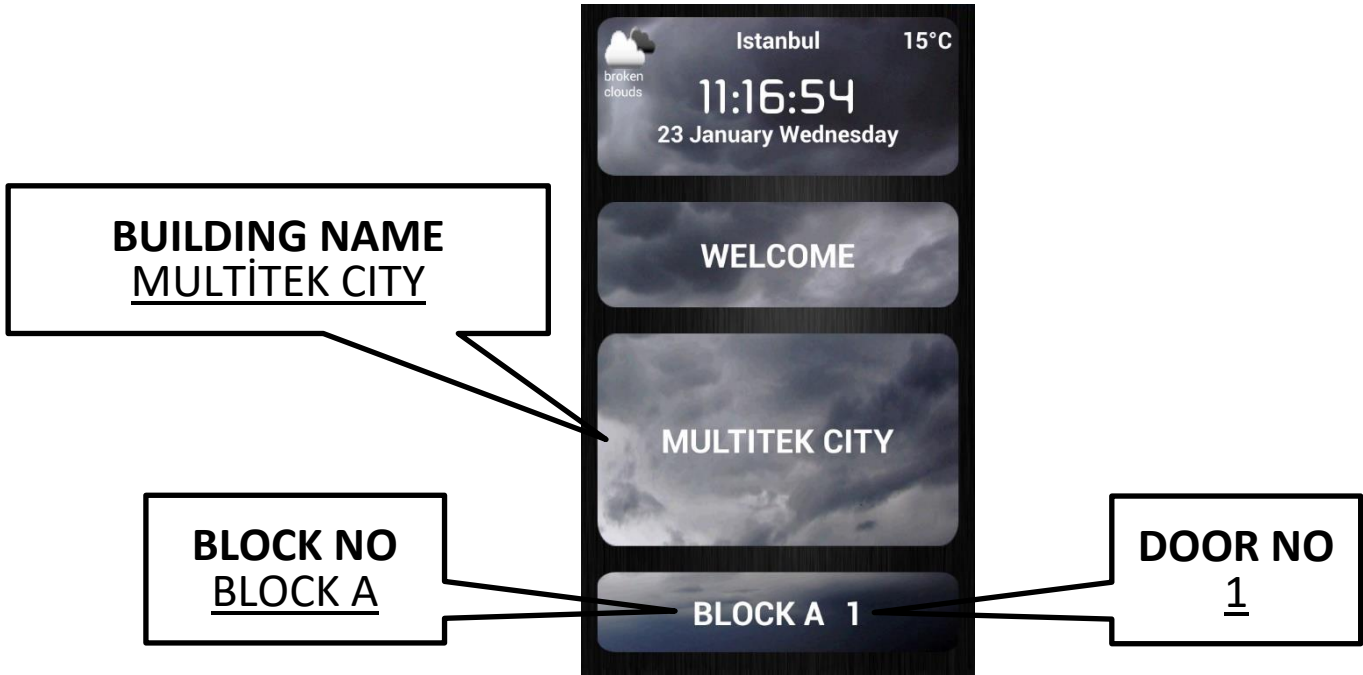 Istanbul 15°C
broken
clouds
11:16:54
23 January Wednesday
BUILDING NAME
MULTİTEK CITY
WELCOME
MULTITEK CITY
BLOCK NO
BLOCK A
DOOR NO
1
BLOCK A 1